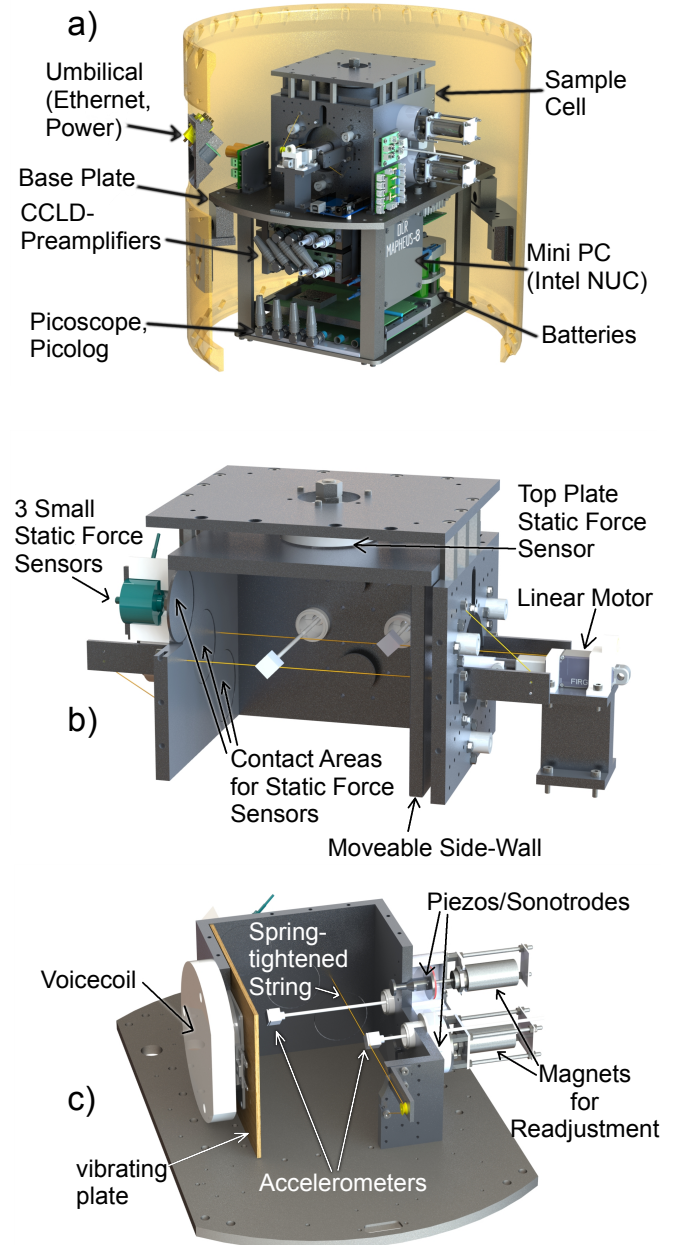 a)
Umbilical
(Ethernet,
Power)
Sample
Cell
Base Plate
CCLD-
Preamplifiers
DLR
MAPHEUS-8
Mini PC
(Intel NUC)
Picoscope,
Picolog
Batteries
3 Small
Static Force
Sensors
Top Plate
Static Force
Sensor
Linear Motor
FIRG
b)
Contact Areas
for Static Force
Sensors
Moveable Side-Wall
Piezos/Sonotrodes
Spring-
tightened
String
Voicecoil
c)
Magnets
for
Readjustment
vibrating
plate
Accelerometers